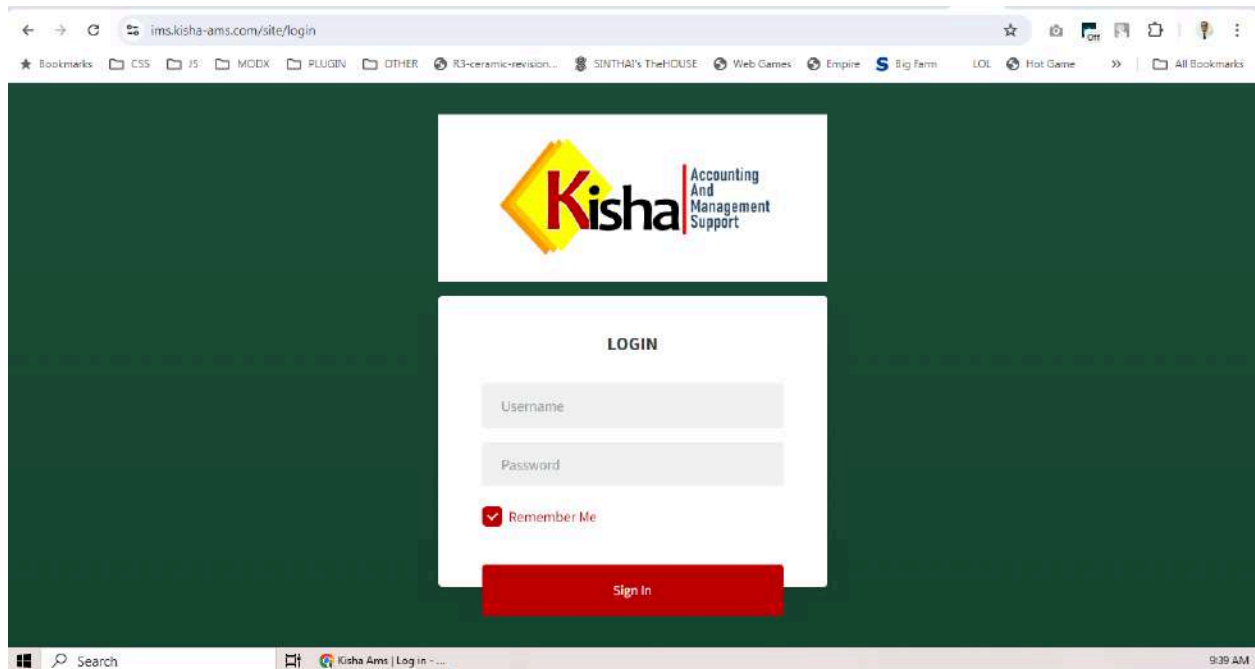 ims.kisha-ams.com/site/login
Off
Bookmarks CSS JS MODX PLUGIN OTHER R3-ceramic-revision... SINTHAI's TheHOUSE Web Games Empire Big Farm LOL Hot Game » All Bookmarks
Kisha
Accounting
And
Management
Support
LOGIN
Username
Password
Remember Me
Sign In
Search Kisha Ams | Log in - ... 9:39 AM